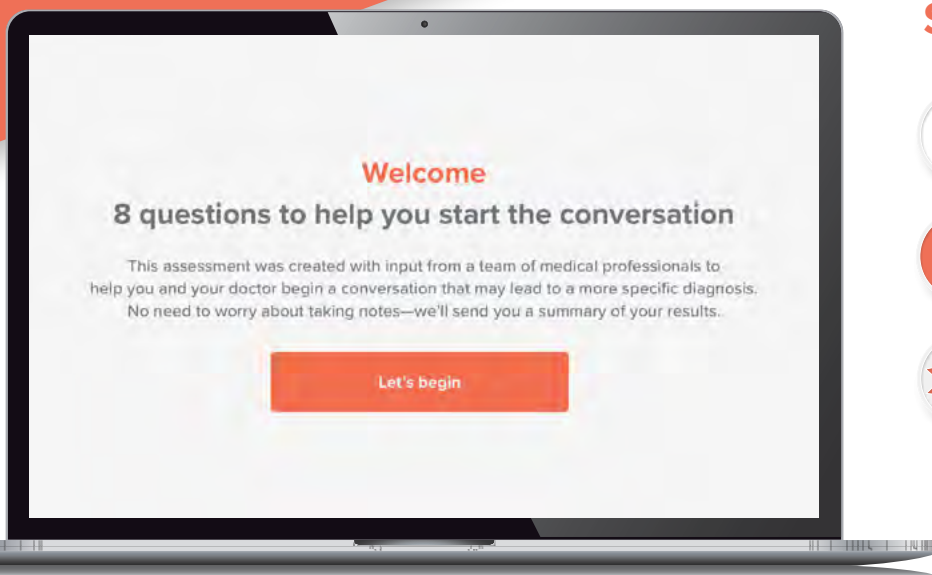 Welcome
8 questions to help you start the conversation
This assessment was created with input from a team of medical professionals to
help you and your doctor begin a conversation that may lead to a more specific diagnosis.
No need to worry about taking notes—we'll send you a summary of your results.
Let's begin